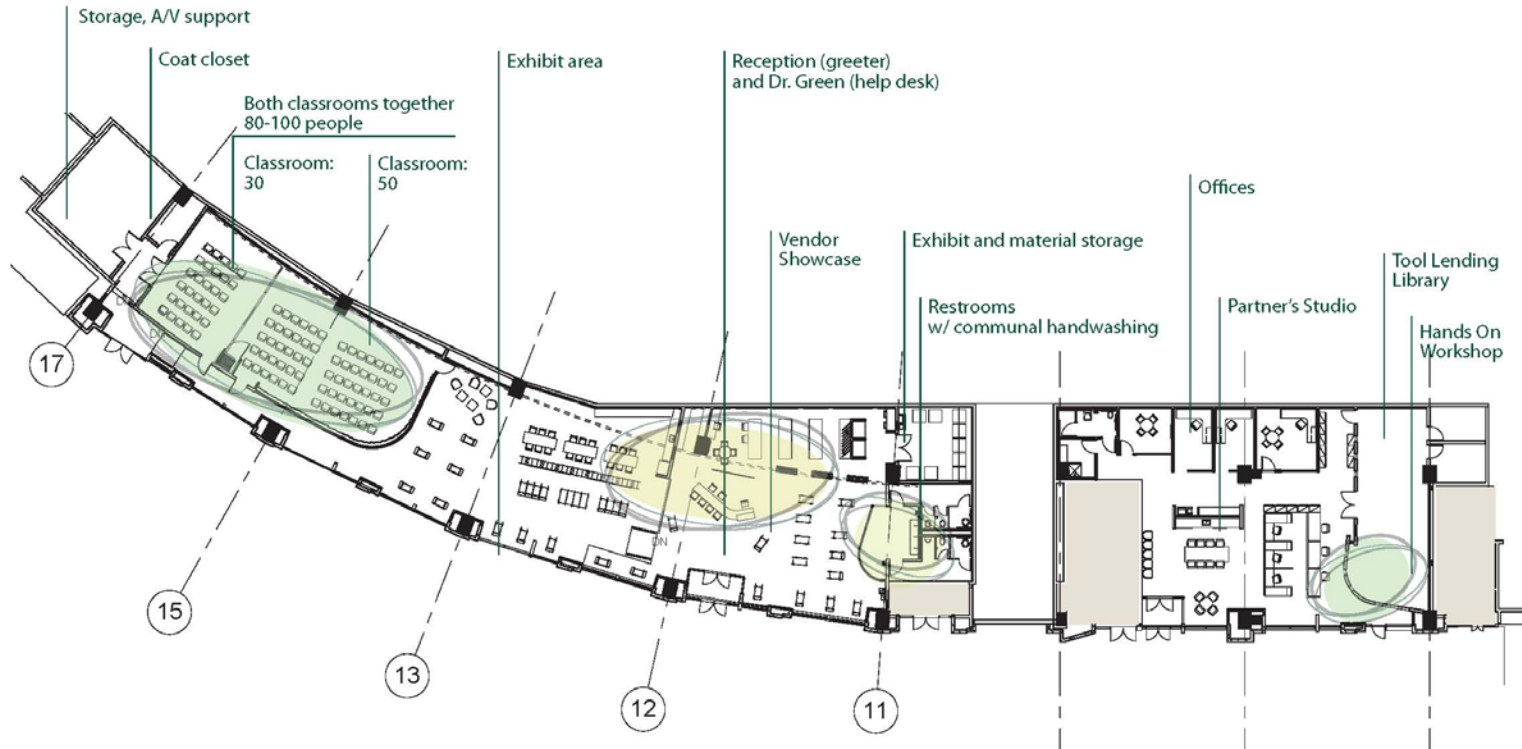 Storage, A/V support
Coat closet
Both classrooms together
80-100 people
Classroom:
30
Classroom:
50
Exhibit area
Reception (greeter)
and Dr. Green (help desk)
Vendor
Showcase
Exhibit and material storage
Restrooms
w/ communal handwashing
Offices
Partner's Studio
Tool Lending
Library
Hands On
Workshop
DN
DN
17
15
13
12
11